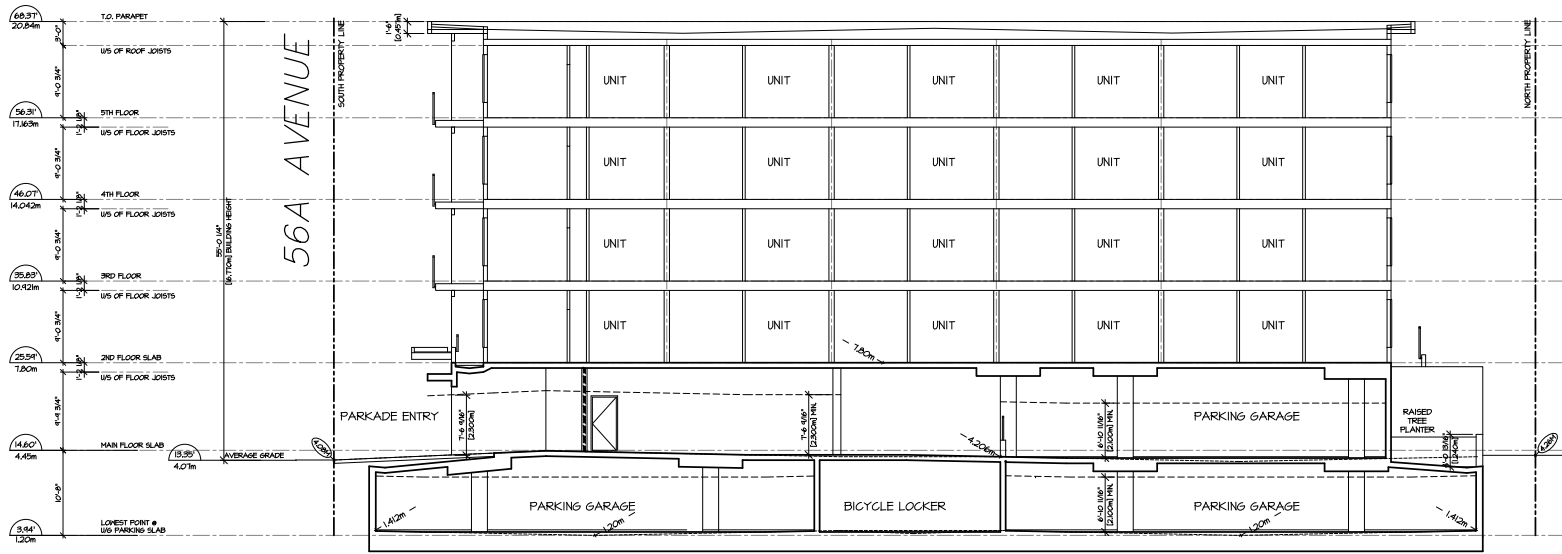 68.37'
20.84m
T.O. PARAPET
3'-0"
1'-6"
[0.457m]
U/S OF ROOF JOISTS
9'-0 3/4"
56.31'
17.163m
5TH FLOOR
1'-2 1/8"
U/S OF FLOOR JOISTS
9'-0 3/4"
46.07'
14.042m
4TH FLOOR
1'-2 1/8"
U/S OF FLOOR JOISTS
9'-0 3/4"
35.83'
10.921m
3RD FLOOR
1'-2 1/8"
U/S OF FLOOR JOISTS
9'-0 3/4"
25.59'
7.80m
2ND FLOOR SLAB
1'-2 1/8"
U/S OF FLOOR JOISTS
9'-9 3/4"
14.60'
4.45m
MAIN FLOOR SLAB
13.35'
4.07m
AVERAGE GRADE
10'-8"
3.94'
1.20m
LOWEST POINT @
U/G PARKING SLAB
55'-0 1/4"
[16.770m] BUILDING HEIGHT
56A AVENUE
SOUTH PROPERTY LINE
NORTH PROPERTY LINE
UNIT UNIT UNIT UNIT UNIT
UNIT UNIT UNIT UNIT UNIT
UNIT UNIT UNIT UNIT UNIT
UNIT UNIT UNIT UNIT UNIT
7.80m
PARKADE ENTRY
7'-6 9/16"
[2.300m]
7'-6 9/16"
[2.300m] MIN.
4.206m
6'-10 11/16"
[2.100m] MIN.
PARKING GARAGE
RAISED
TREE
PLANTER
[1.240m]
4.26m
PARKING GARAGE
BICYCLE LOCKER
6'-10 11/16"
[2.100m] MIN.
PARKING GARAGE
1.412m
1.20m
1.20m
1.412m